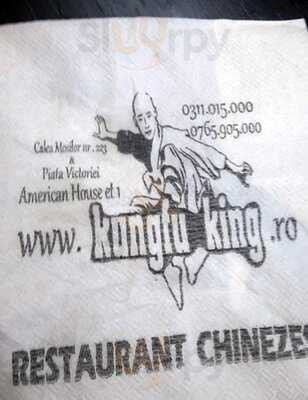 Slurpy
0311.015.000
0765.905.000
Calea Mosilor nr. 223
&
Piata Victoriei
American House et 1
www. kungfu king .ro
RESTAURANT CHINEZES